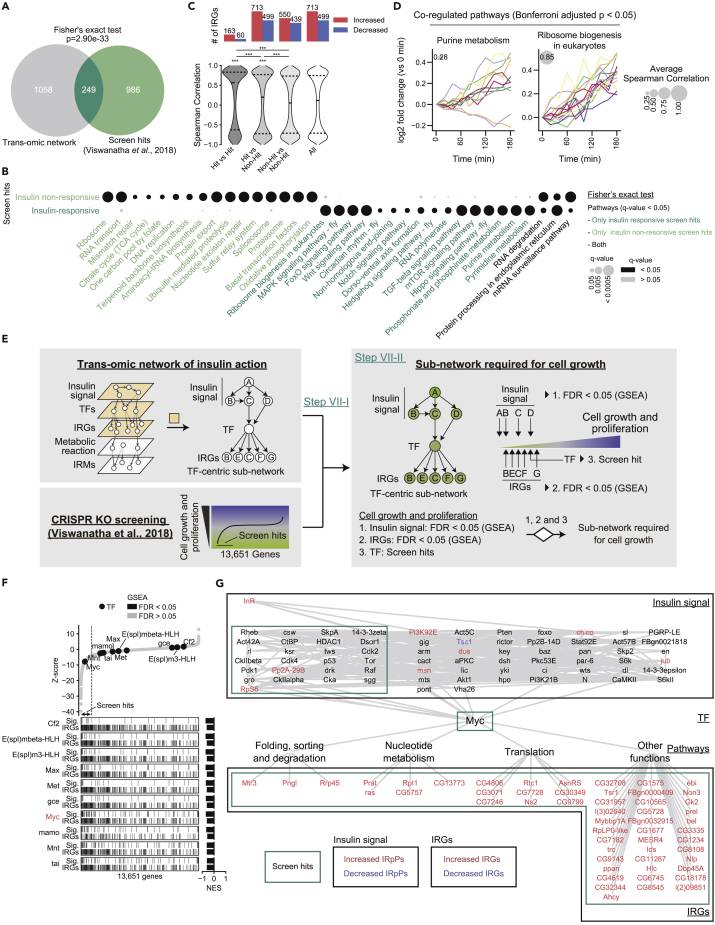 A
Fisher's exact test
p=2.90e-33
1058
249
986
Trans-omic network
Screen hits
(Viswanatha et al., 2018)
C
# of IRGs
163
60
713
499
550
439
713
499
Increased
Decreased
Spearman Correlation
1.0
0.5
0.0
−0.5
−1.0
***
Hit vs Hit
Hit vs Non-Hit
Non-Hit vs Non-Hit
All
D
Co-regulated pathways (Bonferroni adjusted p < 0.05)
Purine metabolism
0.28
Ribosome biogenesis in eukaryotes
0.85
log2 fold change (vs 0 min)
0.4
0.2
0.0
0 60 120 180
Time (min)
Average Spearman Correlation
0.25
0.50
0.75
1.00
B
Screen hits
Insulin non-responsive
Insulin-responsive
Ribosome
RNA transport
Mismatch repair
Citrate cycle (TCA cycle)
One carbon pool by folate
DNA replication
Terpenoid backbone biosynthesis
Aminoacyl-tRNA biosynthesis
Protein export
Ubiquitin mediated proteolysis
Nucleotide excision repair
Sulfur relay system
Spliceosome
Proteasome
Basal transcription factors
Oxidative phosphorylation
Ribosome biogenesis in eukaryotes
MAPK signaling pathway - fly
FoxO signaling pathway
Wnt signaling pathway
Circadian rhythm - fly
Non-homologous end-joining
Notch signaling pathway
Dorso-ventral axis formation
Hedgehog signaling pathway - fly
RNA polymerase
TGF-beta signaling pathway
mTOR signaling pathway
Hippo signaling pathway - fly
Phosphonate and phosphinate metabolism
Purine metabolism
Pyrimidine metabolism
RNA degradation
Protein processing in endoplasmic reticulum
mRNA surveillance pathway
Fisher's exact test
Pathways (q-value < 0.05)
- Only insulin responsive screen hits
- Only insulin non-responsive screen hits
- Both
q-value
0.05
0.005
< 0.0005
q-value
< 0.05
> 0.05
E
Trans-omic network of insulin action
Insulin signal
TFs
IRGs
Metabolic reaction
IRMs
Insulin signal
A
B C D
TF
IRGs B E C F G
TF-centric sub-network
CRISPR KO screening
(Viswanatha et al., 2018)
Cell growth and proliferation
Screen hits
13,651 Genes
Step VII-I
Step VII-II
Sub-network required for cell growth
Insulin signal
A
B C D
TF
IRGs B E C F G
TF-centric sub-network
Insulin signal
AB C D
1. FDR < 0.05 (GSEA)
Cell growth and proliferation
TF
3. Screen hit
BECF G
IRGs
2. FDR < 0.05 (GSEA)
Cell growth and proliferation
1. Insulin signal: FDR < 0.05 (GSEA)
2. IRGs: FDR < 0.05 (GSEA)
3. TF: Screen hits
1, 2 and 3
Sub-network required for cell growth
F
TF
GSEA
FDR < 0.05
FDR > 0.05
Z-score
10
0
−10
−20
−30
−40
Myc
Mnt
mamo
tai
Max
Met
E(spl)mbeta-HLH
gce
E(spl)m3-HLH
Cf2
Screen hits
Cf2 Sig. IRGs
E(spl)mbeta-HLH Sig. IRGs
E(spl)m3-HLH Sig. IRGs
Max Sig. IRGs
Met Sig. IRGs
gce Sig. IRGs
Myc Sig. IRGs
mamo Sig. IRGs
Mnt Sig. IRGs
tai Sig. IRGs
13,651 genes
−1 0 1
NES
G
Insulin signal
InR
Rheb csw SkpA 14-3-3zeta PI3K92E Act5C Pten foxo chico sl PGRP-LE
Act42A CtBP HDAC1 Dsor1 gig Tsc1 rictor Pp2B-14D Stat92E Act57B FBgn0021818
rl ksr fws Cdc2 arm dos key baz pan Skp2 en
CkIIbeta Cdk4 p53 Tor cact aPKC dsh Pkc53E par-6 S6k jub
Pdk1 Pp2A-29B drk Raf msn lic yki ci wts dl 14-3-3epsilon
gro CkIIalpha Cka sgg mts Akt1 hpo PI3K21B N CaMKII S6kII
RpS6 pont Vha26
Myc
TF
Pathways
Folding, sorting and degradation
Nucleotide metabolism
Translation
Other functions
Mtr3 Pngl Rrp45
Prat Rpl1 CG13773
ras CG5757
CG4806 Rtc1 AsnRS
CG3071 CG7728 CG30349
CG7246 Ns2 CG9799
CG32708 CG1575 ebi
Tsr1 FBgn0000409 Non3
CG31957 CG10565 Gk2
l(3)02640 CG5728 prel
Mybbp1A FBgn0032915 bel
RpLP0-like CG1677 CG3335
CG7182 MESR4 CG1234
trc Ids CG8108
CG9143 CG11267 Nlp
ppan Hlc Dbp45A
CG4619 CG6745 CG18178
CG32344 CG8545 l(2)09851
Ahcy
IRGs
Screen hits
Insulin signal
Increased IRpPs
Decreased IRpPs
IRGs
Increased IRGs
Decreased IRGs